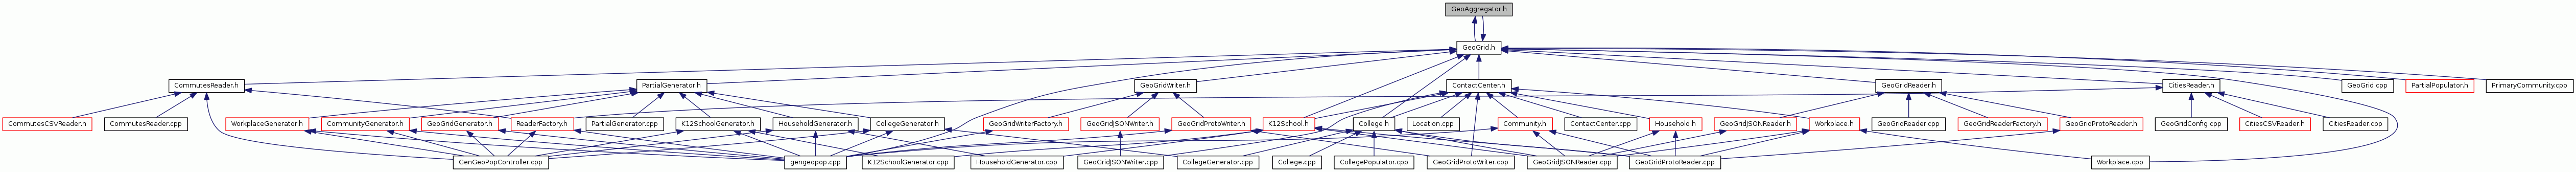 GeoAggregator.h
GeoGrid.h
CommutesReader.h
PartialGenerator.h
GeoGridWriter.h
ContactCenter.h
GeoGridReader.h
CitiesReader.h
GeoGrid.cpp
PartialPopulator.h
PrimaryCommunity.cpp
CommutesCSVReader.h
CommutesReader.cpp
WorkplaceGenerator.h
CommunityGenerator.h
GeoGridGenerator.h
ReaderFactory.h
PartialGenerator.cpp
K12SchoolGenerator.h
HouseholdGenerator.h
CollegeGenerator.h
GeoGridWriterFactory.h
GeoGridJSONWriter.h
GeoGridProtoWriter.h
K12School.h
College.h
Location.cpp
Community.h
ContactCenter.cpp
Household.h
GeoGridJSONReader.h
Workplace.h
GeoGridReader.cpp
GeoGridReaderFactory.h
GeoGridProtoReader.h
GeoGridConfig.cpp
CitiesCSVReader.h
CitiesReader.cpp
GenGeoPopController.cpp
gengeopop.cpp
K12SchoolGenerator.cpp
HouseholdGenerator.cpp
GeoGridJSONWriter.cpp
CollegeGenerator.cpp
College.cpp
CollegePopulator.cpp
GeoGridProtoWriter.cpp
GeoGridJSONReader.cpp
GeoGridProtoReader.cpp
Workplace.cpp